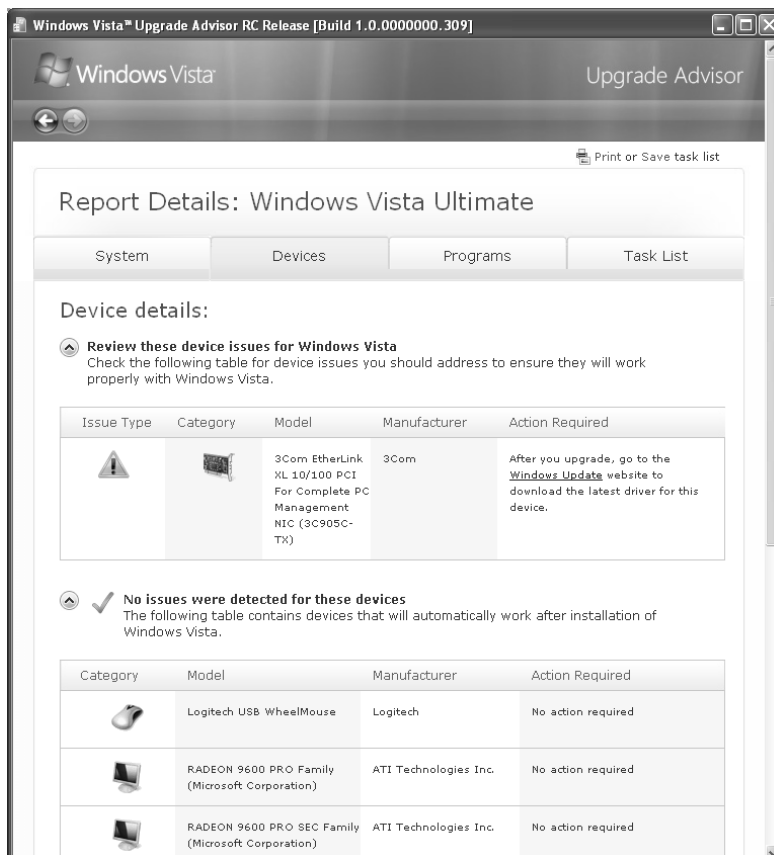 Windows Vista™ Upgrade Advisor RC Release [Build 1.0.0000000.309]
Windows Vista™
Upgrade Advisor
Print or Save task list
Report Details: Windows Vista Ultimate
System
Devices
Programs
Task List
Device details:
Review these device issues for Windows Vista
Check the following table for device issues you should address to ensure they will work
properly with Windows Vista.
Issue Type
Category
Model
Manufacturer
Action Required
3Com EtherLink
XL 10/100 PCI
For Complete PC
Management
NIC (3C905C-
TX)
3Com
After you upgrade, go to the
Windows Update website to
download the latest driver for this
device.
No issues were detected for these devices
The following table contains devices that will automatically work after installation of
Windows Vista.
Category
Model
Manufacturer
Action Required
Logitech USB WheelMouse
Logitech
No action required
RADEON 9600 PRO Family
(Microsoft Corporation)
ATI Technologies Inc.
No action required
RADEON 9600 PRO SEC Family
(Microsoft Corporation)
ATI Technologies Inc.
No action required